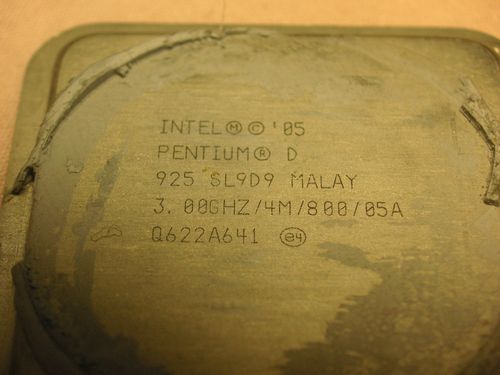 INTEL Ⓜ © '05
PENTIUM® D
925 SL9D9 MALAY
3.00GHZ/4M/800/05A
Q622A641 e4